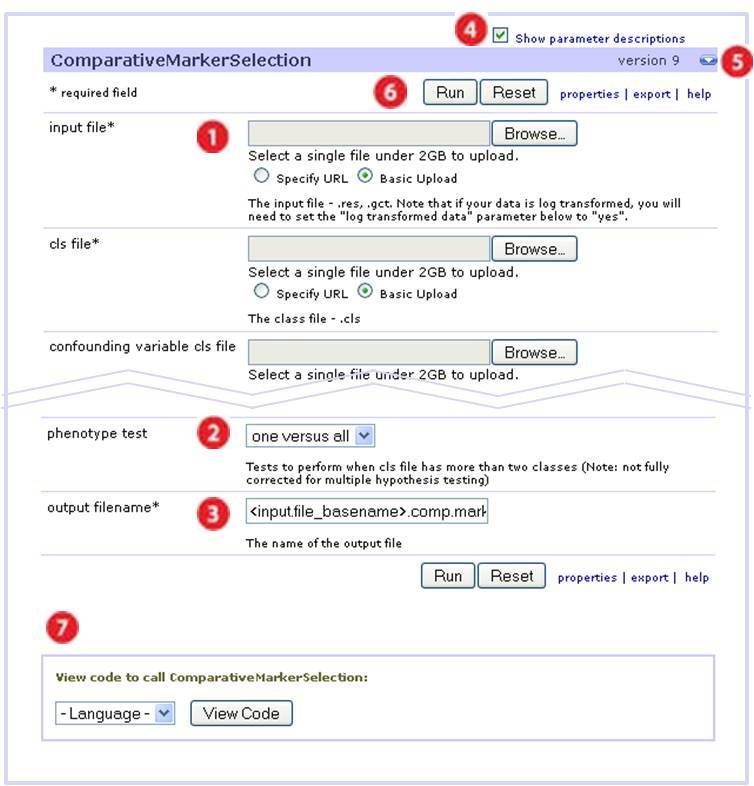 4 Show parameter descriptions
ComparativeMarkerSelection version 9 5
* required field 6 Run Reset properties | export | help
input file* 1 Browse...
Select a single file under 2GB to upload.
Specify URL Basic Upload
The input file - .res, .gct. Note that if your data is log transformed, you will
need to set the "log transformed data" parameter below to "yes".
cls file* Browse...
Select a single file under 2GB to upload.
Specify URL Basic Upload
The class file - .cls
confounding variable cls file Browse...
Select a single file under 2GB to upload.
phenotype test 2 one versus all
Tests to perform when cls file has more than two classes (Note: not fully
corrected for multiple hypothesis testing)
output filename* 3 <input.file_basename>.comp.mark
The name of the output file
Run Reset properties | export | help
7
View code to call ComparativeMarkerSelection:
- Language - View Code